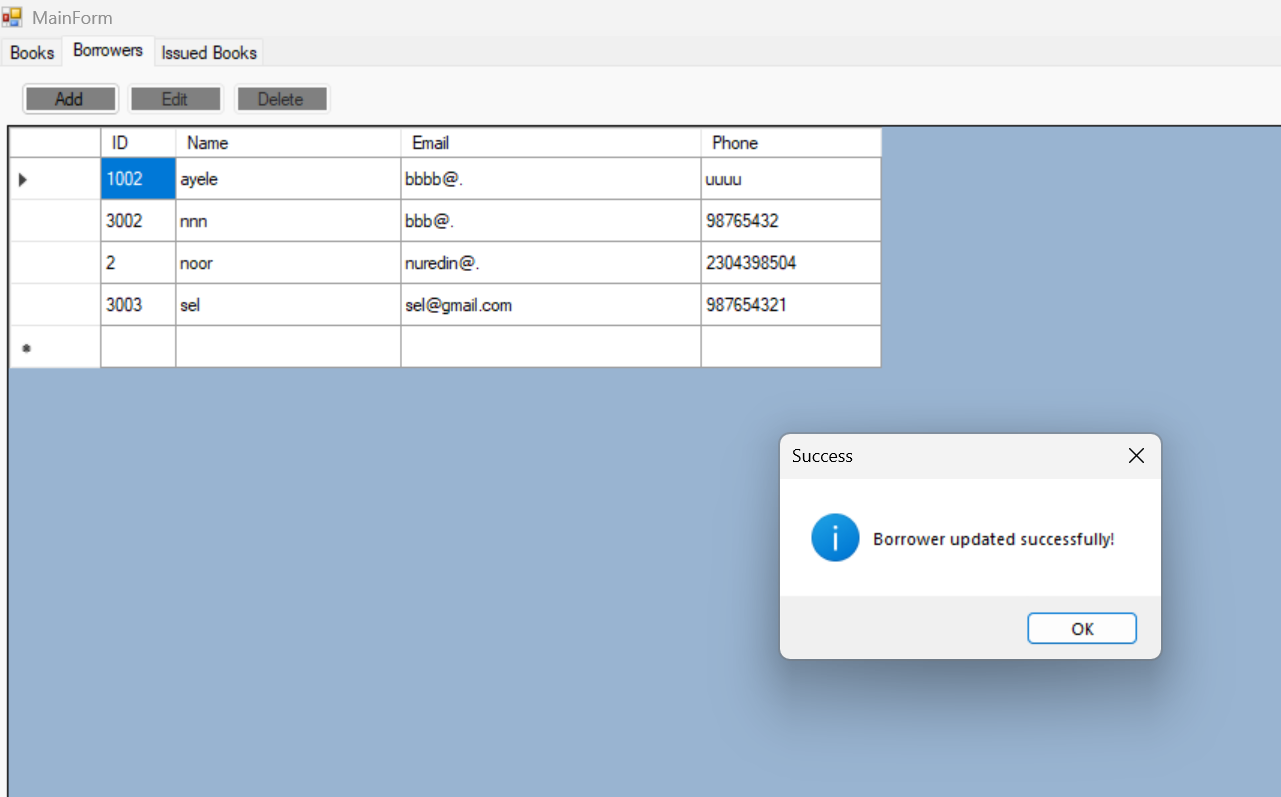 MainForm
Books Borrowers Issued Books
Add Edit Delete
ID Name Email Phone
1002 ayele bbbb@. uuuu
3002 nnn bbb@. 98765432
2 noor nuredin@. 2304398504
3003 sel sel@gmail.com 987654321
Success
Borrower updated successfully!
OK